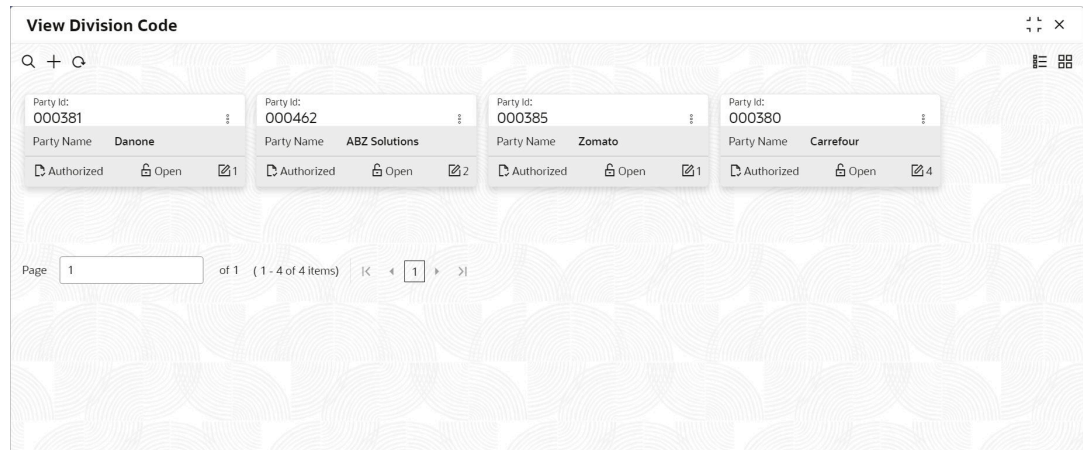 View Division Code
Party Id:
000381
Party Name Danone
Authorized Open 1
Party Id:
000462
Party Name ABZ Solutions
Authorized Open 2
Party Id:
000385
Party Name Zomato
Authorized Open 1
Party Id:
000380
Party Name Carrefour
Authorized Open 4
Page 1 of 1 ( 1 - 4 of 4 items) 1